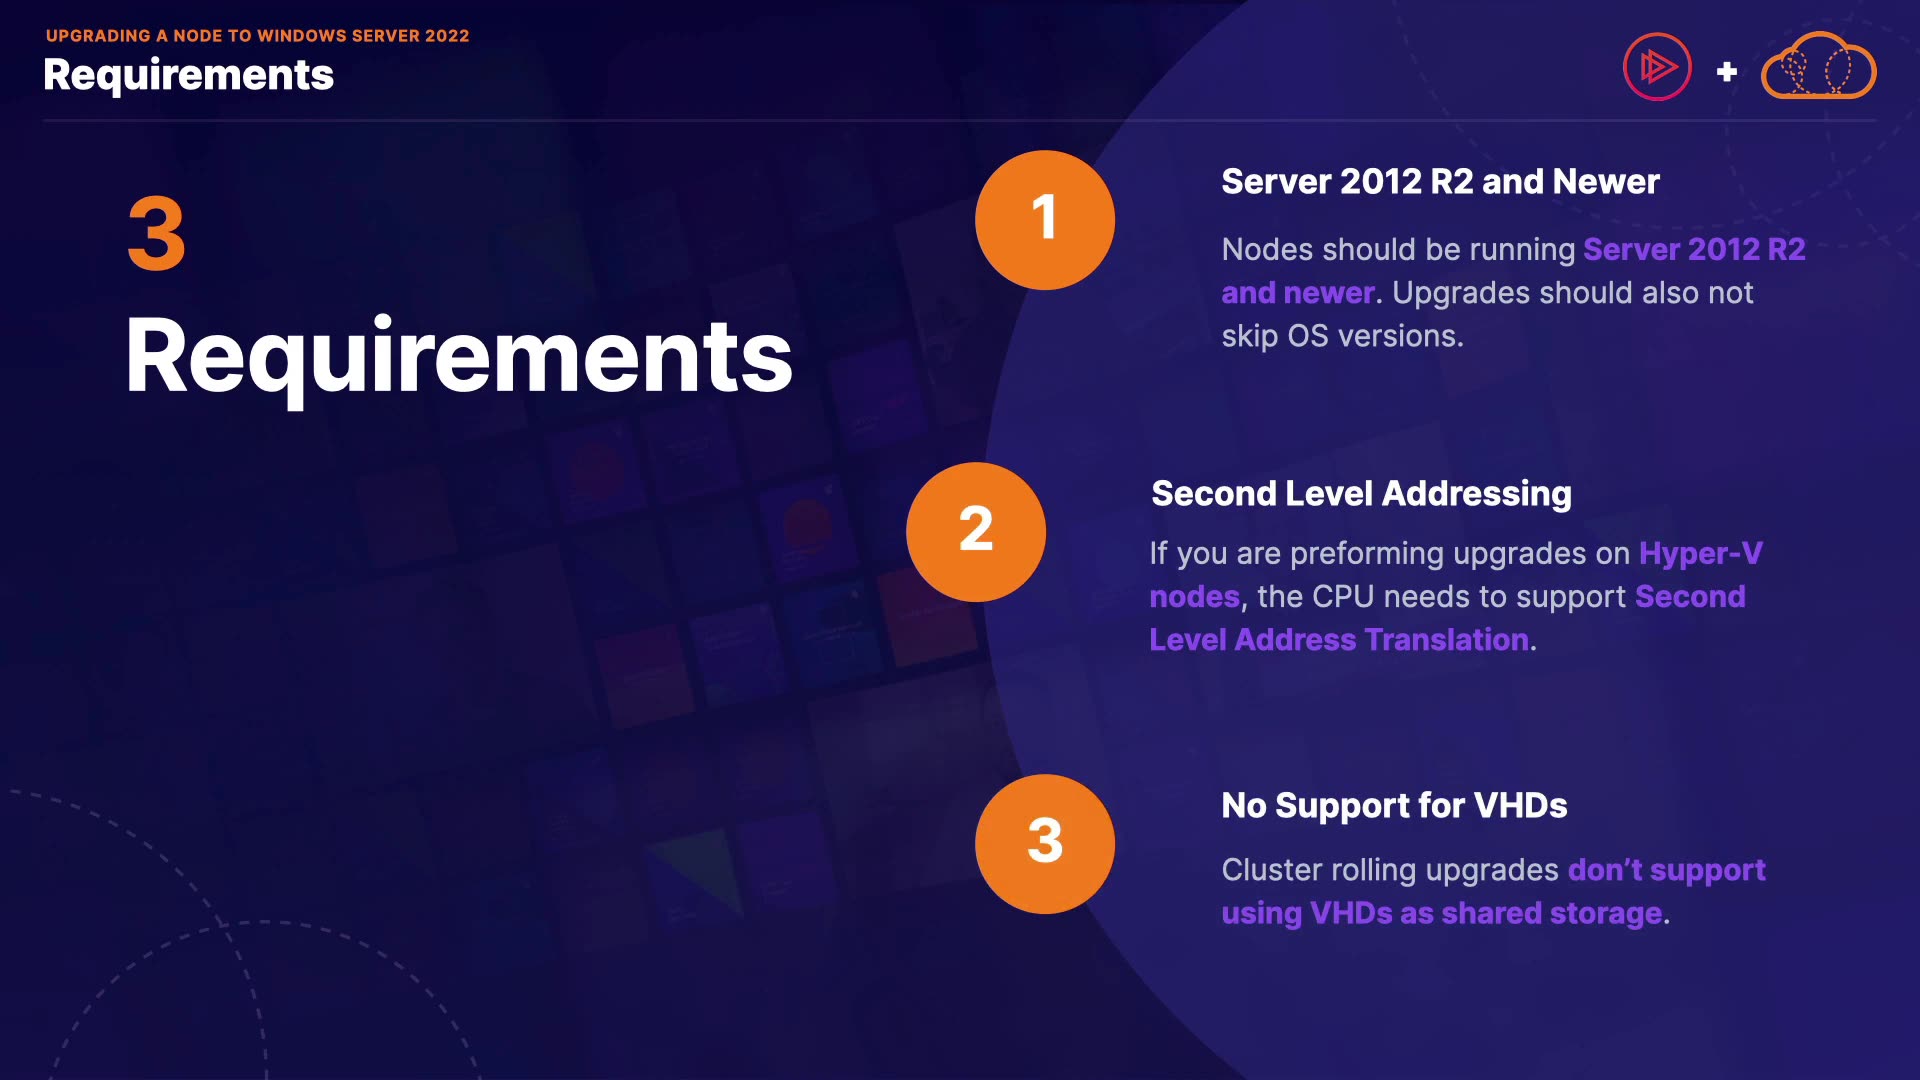 UPGRADING A NODE TO WINDOWS SERVER 2022
Requirements
3
Requirements
1
Server 2012 R2 and Newer
Nodes should be running Server 2012 R2
and newer. Upgrades should also not
skip OS versions.
2
Second Level Addressing
If you are preforming upgrades on Hyper-V
nodes, the CPU needs to support Second
Level Address Translation.
3
No Support for VHDs
Cluster rolling upgrades don’t support
using VHDs as shared storage.